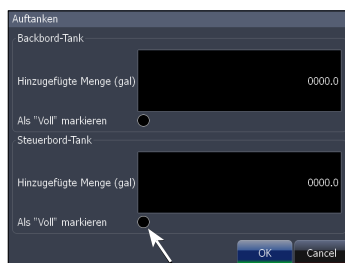 Auftanken
Backbord-Tank
Hinzugefügte Menge (gal) 0000.0
Als "Voll" markieren
Steuerbord-Tank
Hinzugefügte Menge (gal) 0000.0
Als "Voll" markieren
OK Cancel